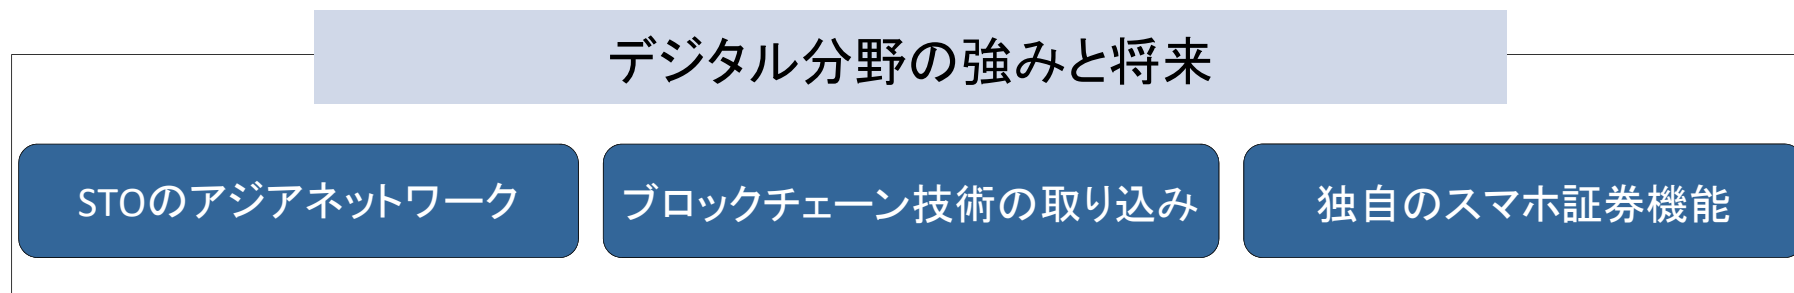 デジタル分野の強みと将来
STOのアジアネットワーク
ブロックチェーン技術の取り込み
独自のスマホ証券機能